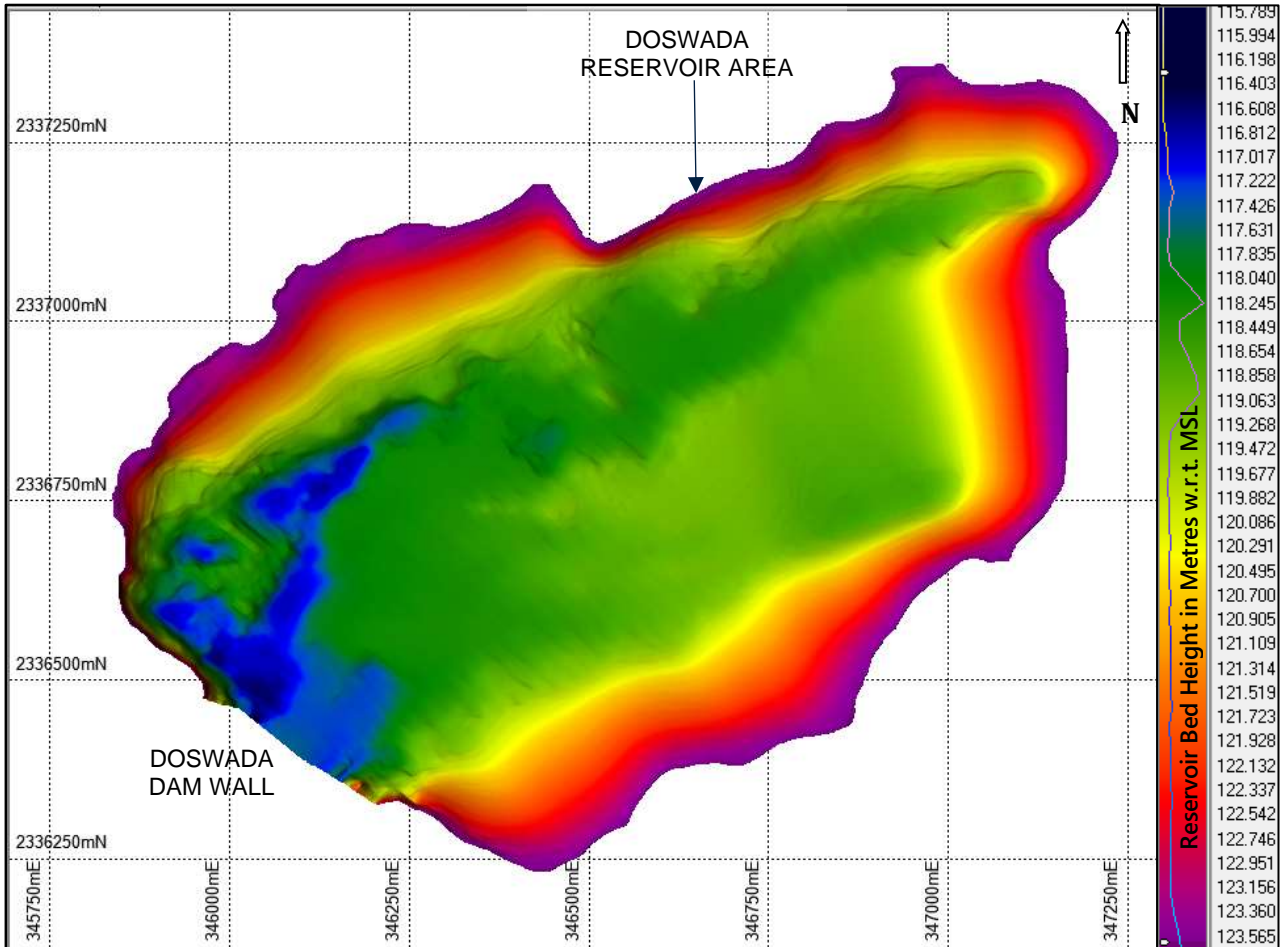 DOSWADA
RESERVOIR AREA
N
2337250mN
2337000mN
2336750mN
2336500mN
2336250mN
DOSWADA
DAM WALL
345750mE
346000mE
346250mE
346500mE
346750mE
347000mE
347250mE
Reservoir Bed Height in Metres w.r.t. MSL
115.789
115.994
116.198
116.403
116.608
116.812
117.017
117.222
117.426
117.631
117.835
118.040
118.245
118.449
118.654
118.858
119.063
119.268
119.472
119.677
119.882
120.086
120.291
120.495
120.700
120.905
121.109
121.314
121.519
121.723
121.928
122.132
122.337
122.542
122.746
122.951
123.156
123.360
123.565